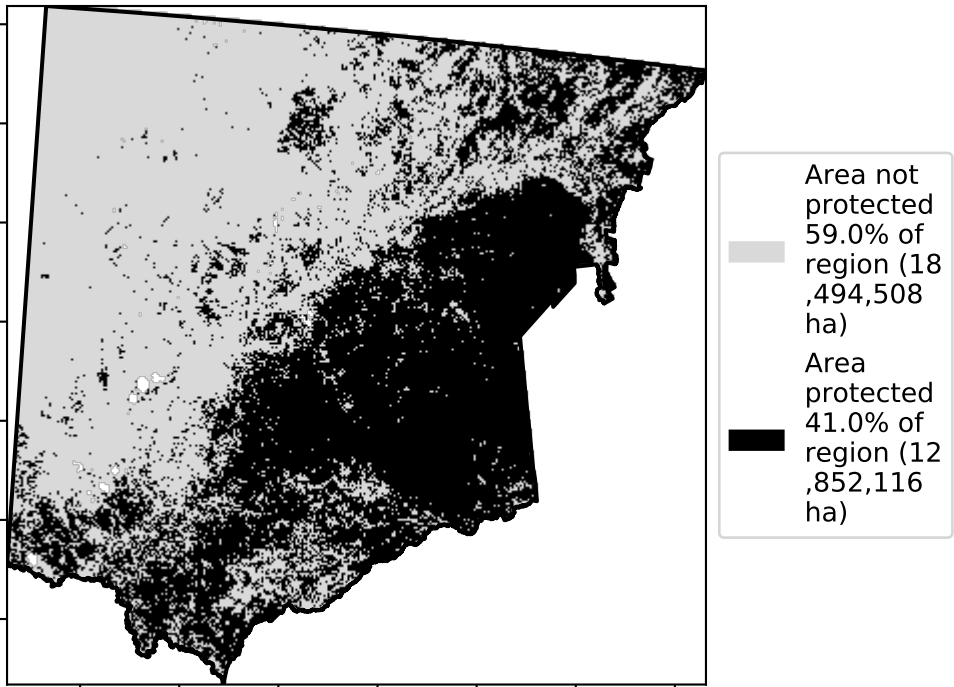 Area not
protected
59.0% of
region (18
,494,508
ha)
Area
protected
41.0% of
region (12
,852,116
ha)